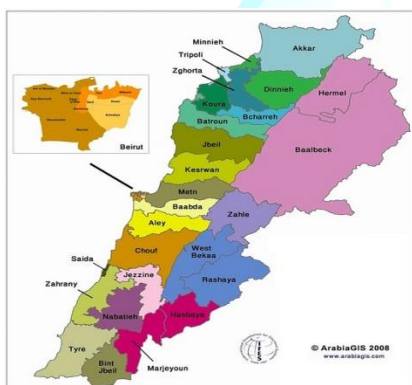 Akkar
Minnieh
Tripoli
Zghorta
Dinnieh
Hermel
Koura
Bcharreh
Batroun
Baalbeck
Jbeil
Kesrwan
Beirut
Metn
Baabda
Zahle
Aley
Chouf
West
Bekaa
Saida
Jezzine
Rashaya
Zahrany
Nabatieh
Hasbaya
Tyre
Bint
Jbeil
Marjeyoun
IFES
© ArabiaGIS 2008
www.arabiagis.com